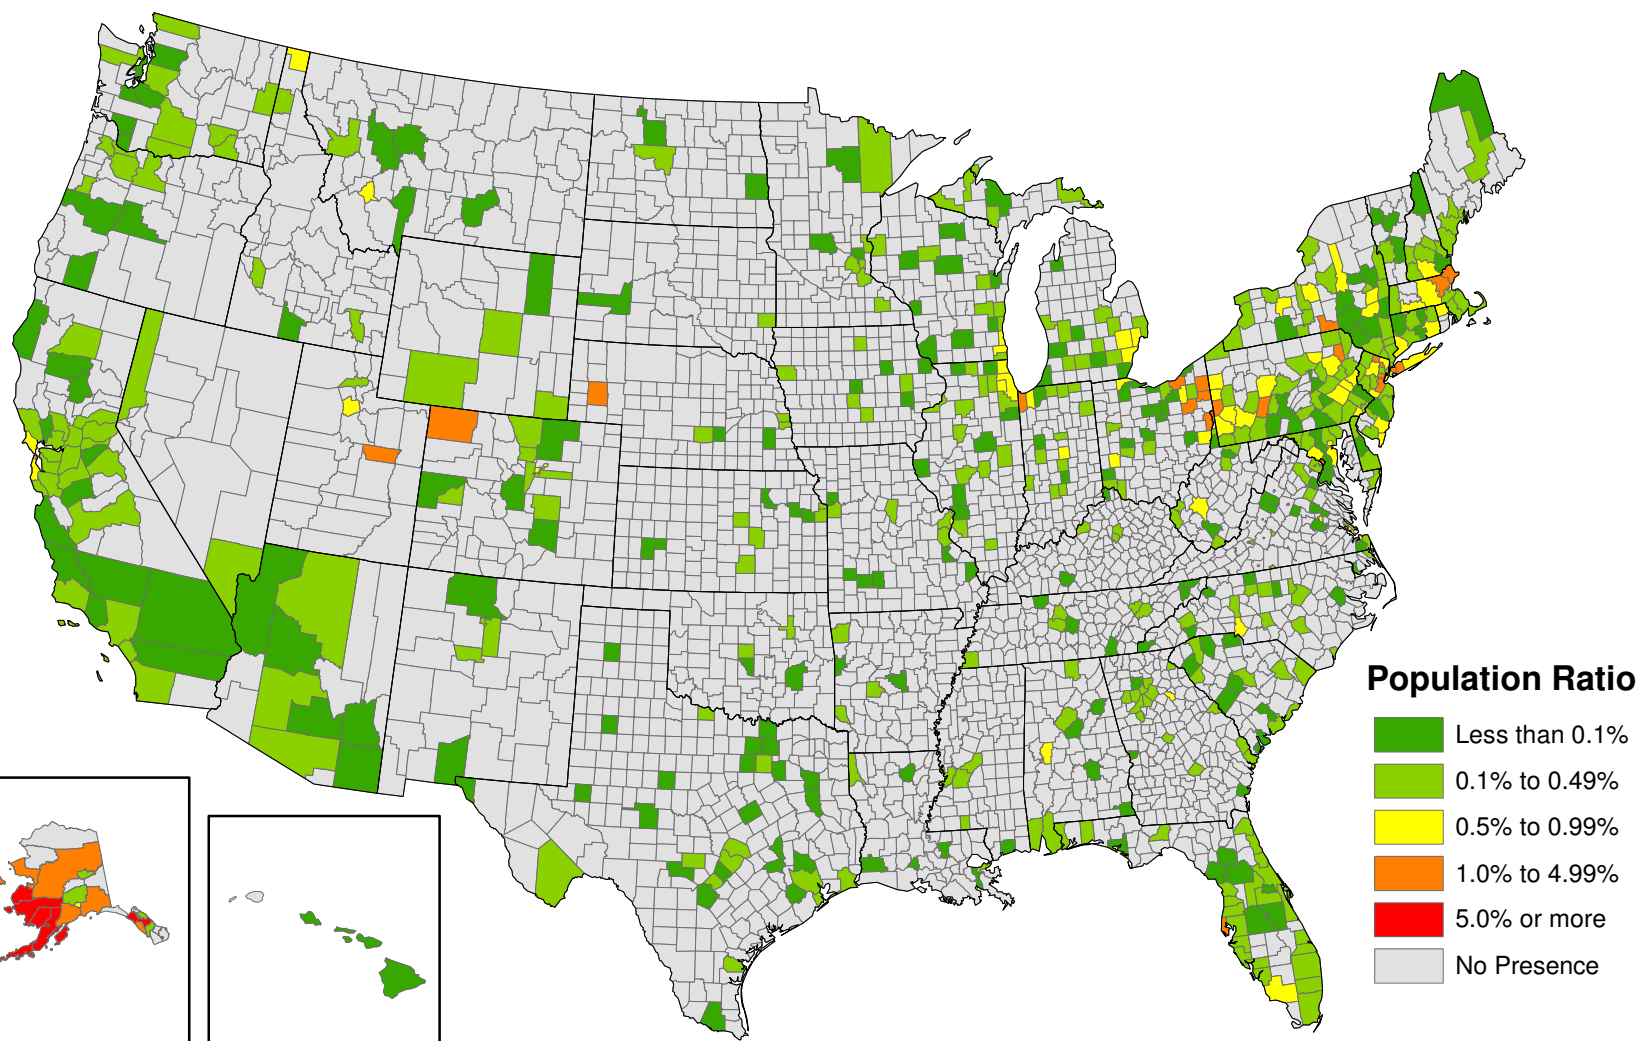 Population Ratio
Less than 0.1%
0.1% to 0.49%
0.5% to 0.99%
1.0% to 4.99%
5.0% or more
No Presence